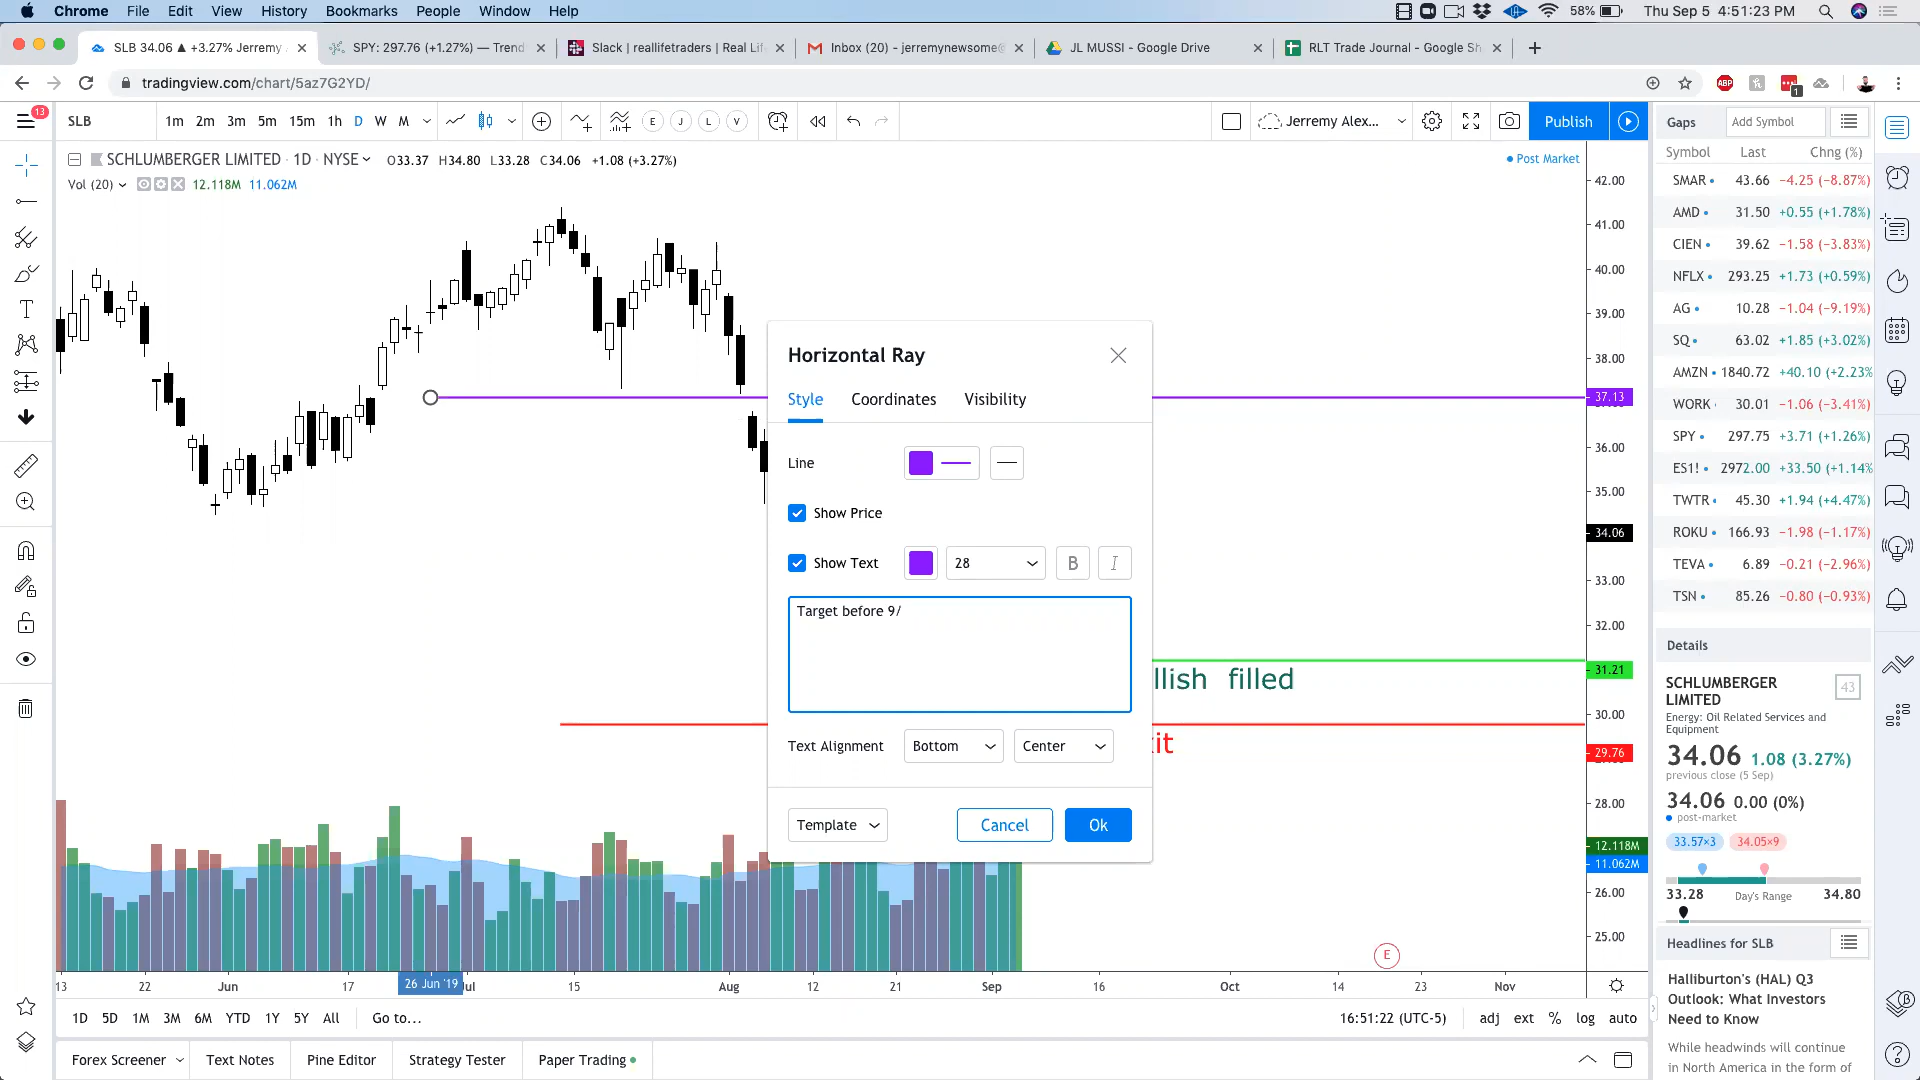 Chrome File Edit View History Bookmarks People Window Help
58% Thu Sep 5 4:51:23 PM
SLB 34.06 ▲ +3.27% Jerremy
SPY: 297.76 (+1.27%) — Trend
Slack | reallifetraders | Real Lif
Inbox (20) - jerremynewsome@
JL MUSSI - Google Drive
RLT Trade Journal - Google Sh
tradingview.com/chart/5az7G2YD/
ABP
1
13
SLB 1m 2m 3m 5m 15m 1h D W M
E J L V
Jerremy Alex...
Publish
SCHLUMBERGER LIMITED · 1D · NYSE O33.37 H34.80 L33.28 C34.06 +1.08 (+3.27%)
Post Market
Vol (20) 12.118M 11.062M
42.00
41.00
40.00
39.00
38.00
37.13
36.00
35.00
34.06
33.00
32.00
31.21
30.00
29.76
28.00
12.118M
11.062M
26.00
25.00
Horizontal Ray
Style Coordinates Visibility
Line
Show Price
Show Text 28 B I
Target before 9/
Text Alignment Bottom Center
Template Cancel Ok
llish filled
it
E
13 22 Jun 17 26 Jun '19 Jul 15 Aug 12 21 Sep 16 Oct 14 23 Nov
1D 5D 1M 3M 6M YTD 1Y 5Y All Go to...
16:51:22 (UTC-5) adj ext % log auto
Forex Screener Text Notes Pine Editor Strategy Tester Paper Trading
Gaps Add Symbol
Symbol Last Chng (%)
SMAR 43.66 −4.25 (−8.87%)
AMD 31.50 +0.55 (+1.78%)
CIEN 39.62 −1.58 (−3.83%)
NFLX 293.25 +1.73 (+0.59%)
AG 10.28 −1.04 (−9.19%)
SQ 63.02 +1.85 (+3.02%)
AMZN 1840.72 +40.10 (+2.23%
WORK 30.01 −1.06 (−3.41%)
SPY 297.75 +3.71 (+1.26%)
ES1! 2972.00 +33.50 (+1.14%
TWTR 45.30 +1.94 (+4.47%)
ROKU 166.93 −1.98 (−1.17%)
TEVA 6.89 −0.21 (−2.96%)
TSN 85.26 −0.80 (−0.93%)
Details
SCHLUMBERGER
LIMITED
43
Energy: Oil Related Services and
Equipment
34.06 1.08 (3.27%)
previous close (5 Sep)
34.06 0.00 (0%)
post-market
33.57×3 34.05×9
33.28 Day's Range 34.80
Headlines for SLB
Halliburton's (HAL) Q3
Outlook: What Investors
Need to Know
While headwinds will continue
in North America in the form of